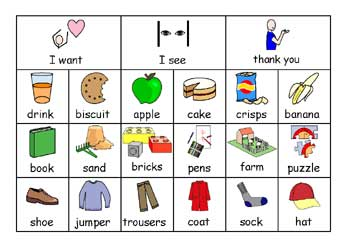 I want I see thank you
drink biscuit apple cake crisps banana
book sand bricks pens farm puzzle
shoe jumper trousers coat sock hat